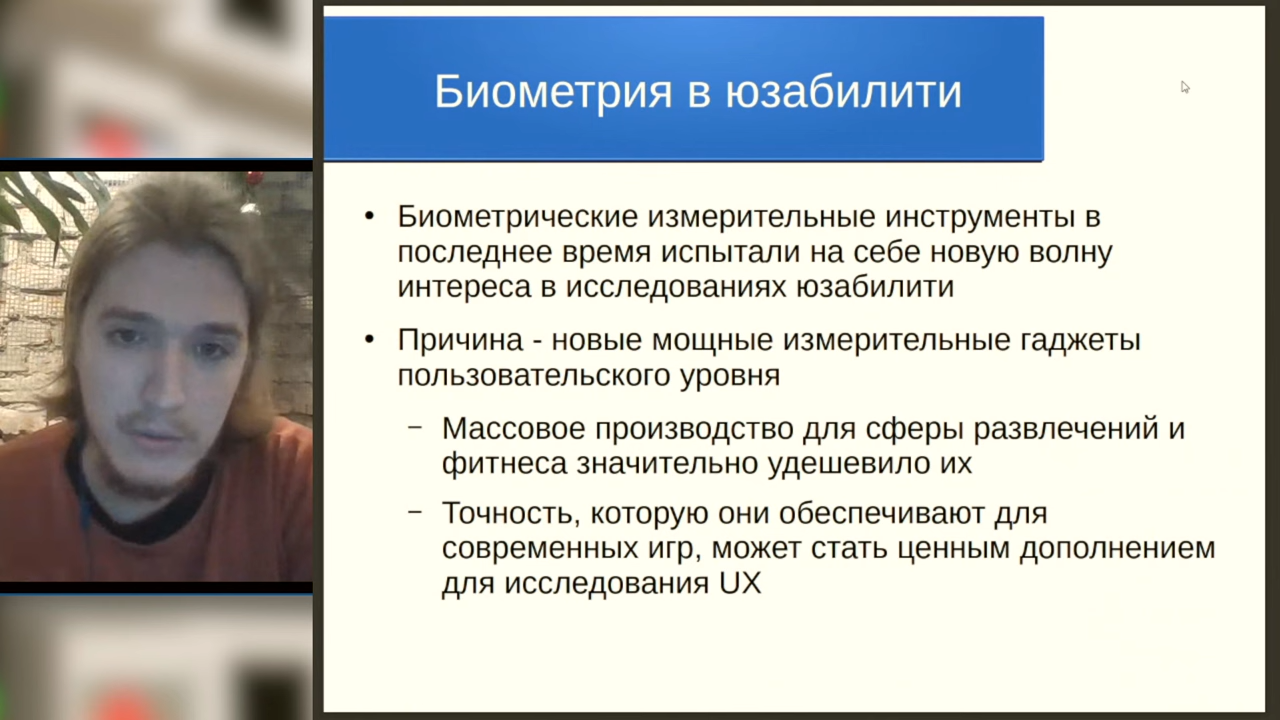 Биометрия в юзабилити
• Биометрические измерительные инструменты в
последнее время испытали на себе новую волну
интереса в исследованиях юзабилити
• Причина - новые мощные измерительные гаджеты
пользовательского уровня
– Массовое производство для сферы развлечений и
фитнеса значительно удешевило их
– Точность, которую они обеспечивают для
современных игр, может стать ценным дополнением
для исследования UX